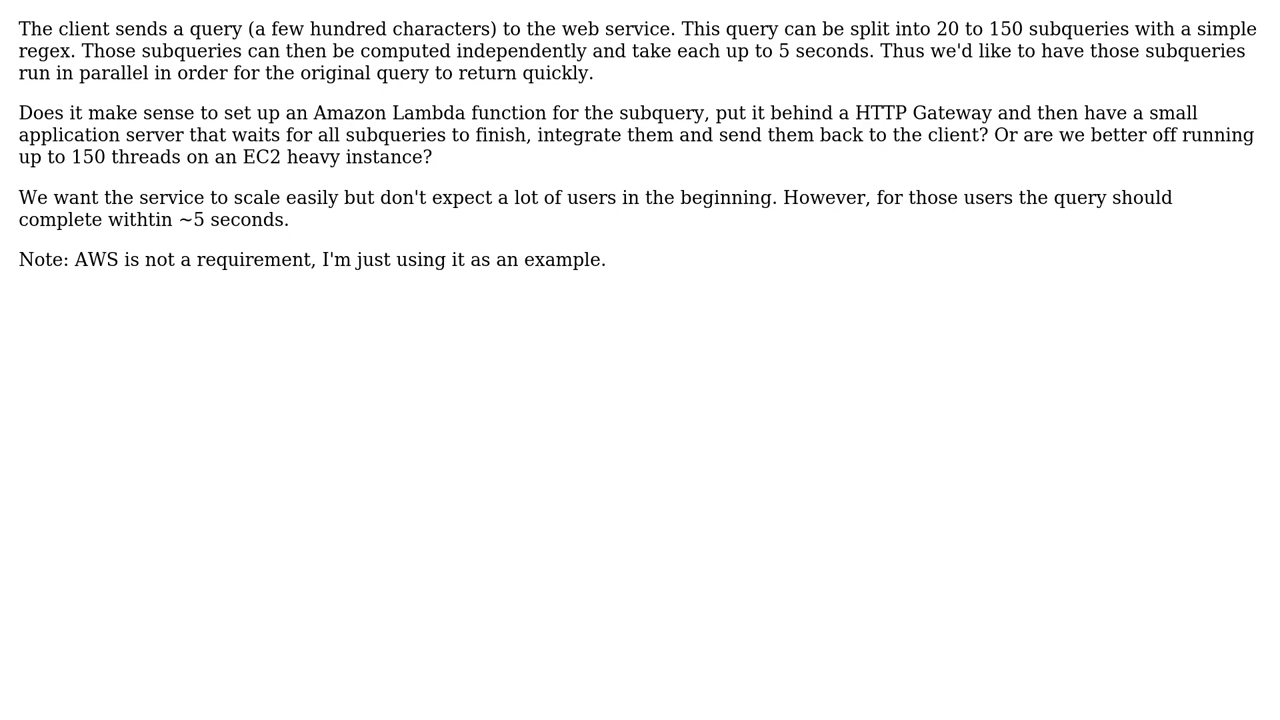 The client sends a query (a few hundred characters) to the web service. This query can be split into 20 to 150 subqueries with a simple
regex. Those subqueries can then be computed independently and take each up to 5 seconds. Thus we'd like to have those subqueries
run in parallel in order for the original query to return quickly.
Does it make sense to set up an Amazon Lambda function for the subquery, put it behind a HTTP Gateway and then have a small
application server that waits for all subqueries to finish, integrate them and send them back to the client? Or are we better off running
up to 150 threads on an EC2 heavy instance?
We want the service to scale easily but don't expect a lot of users in the beginning. However, for those users the query should
complete withtin ~5 seconds.
Note: AWS is not a requirement, I'm just using it as an example.